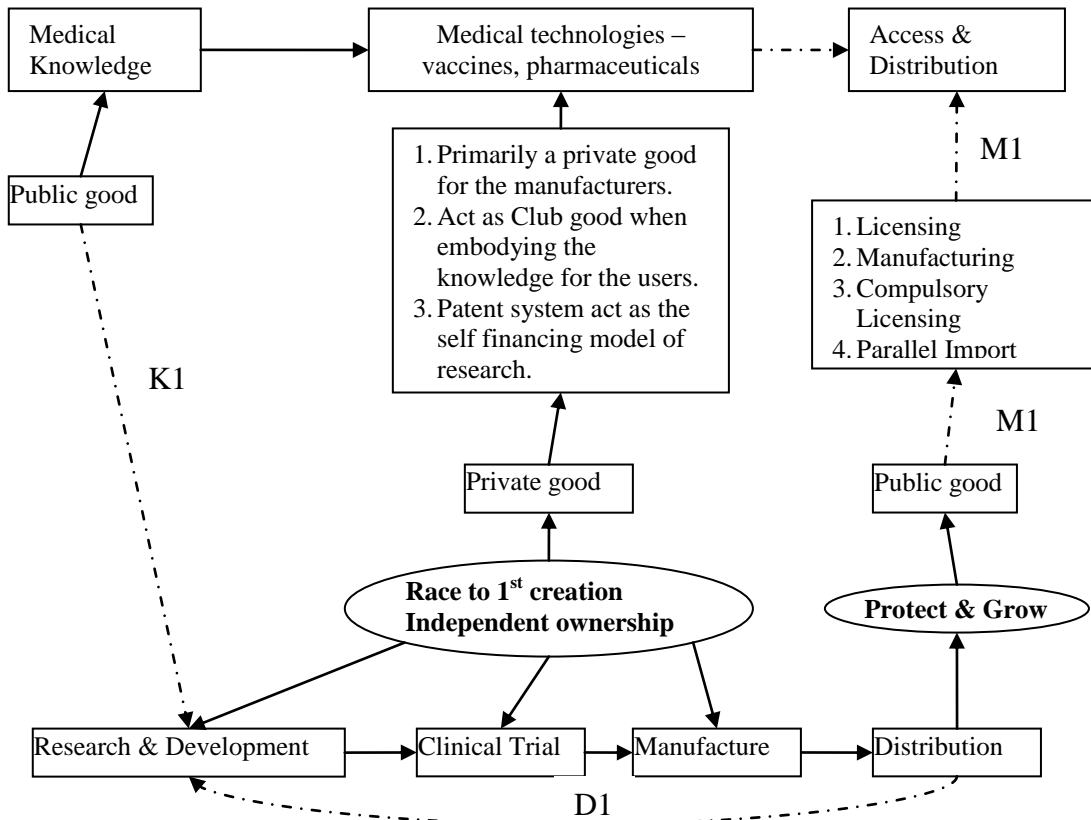 Medical
Knowledge
Medical technologies –
vaccines, pharmaceuticals
Access &
Distribution
Public good
1. Primarily a private good
for the manufacturers.
2. Act as Club good when
embodying the
knowledge for the users.
3. Patent system act as the
self financing model of
research.
M1
1. Licensing
2. Manufacturing
3. Compulsory
Licensing
4. Parallel Import
K1
M1
Private good
Public good
Race to 1st creation
Independent ownership
Protect & Grow
Research & Development
Clinical Trial
Manufacture
Distribution
D1